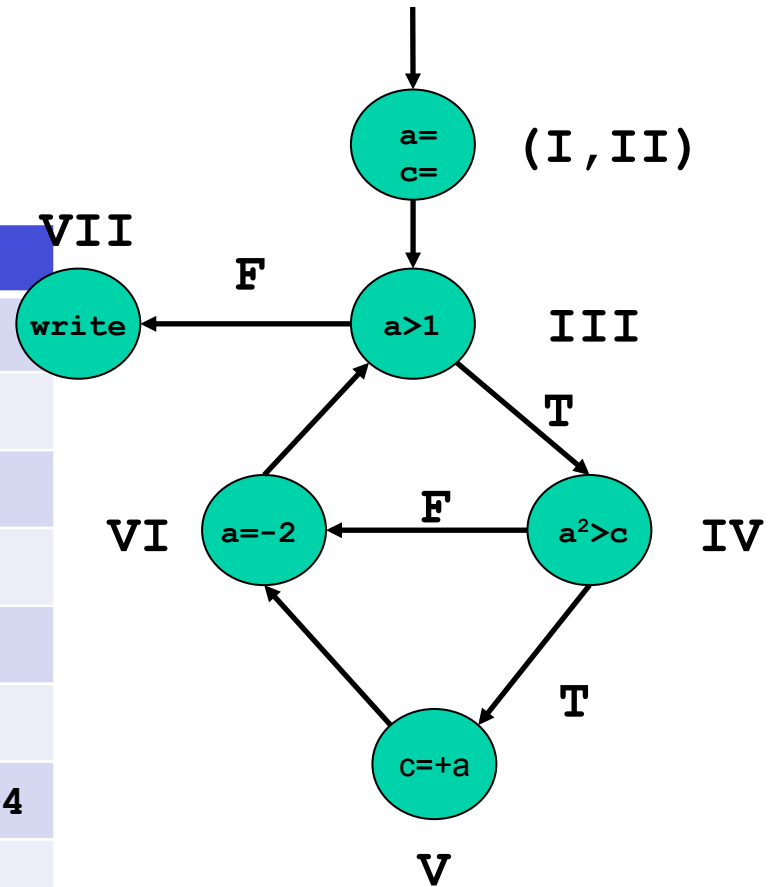 a=
c=
(I,II)
VII
F
write
a>1
III
T
VI
a=-2
F
a²>c
IV
T
c=+a
4
V